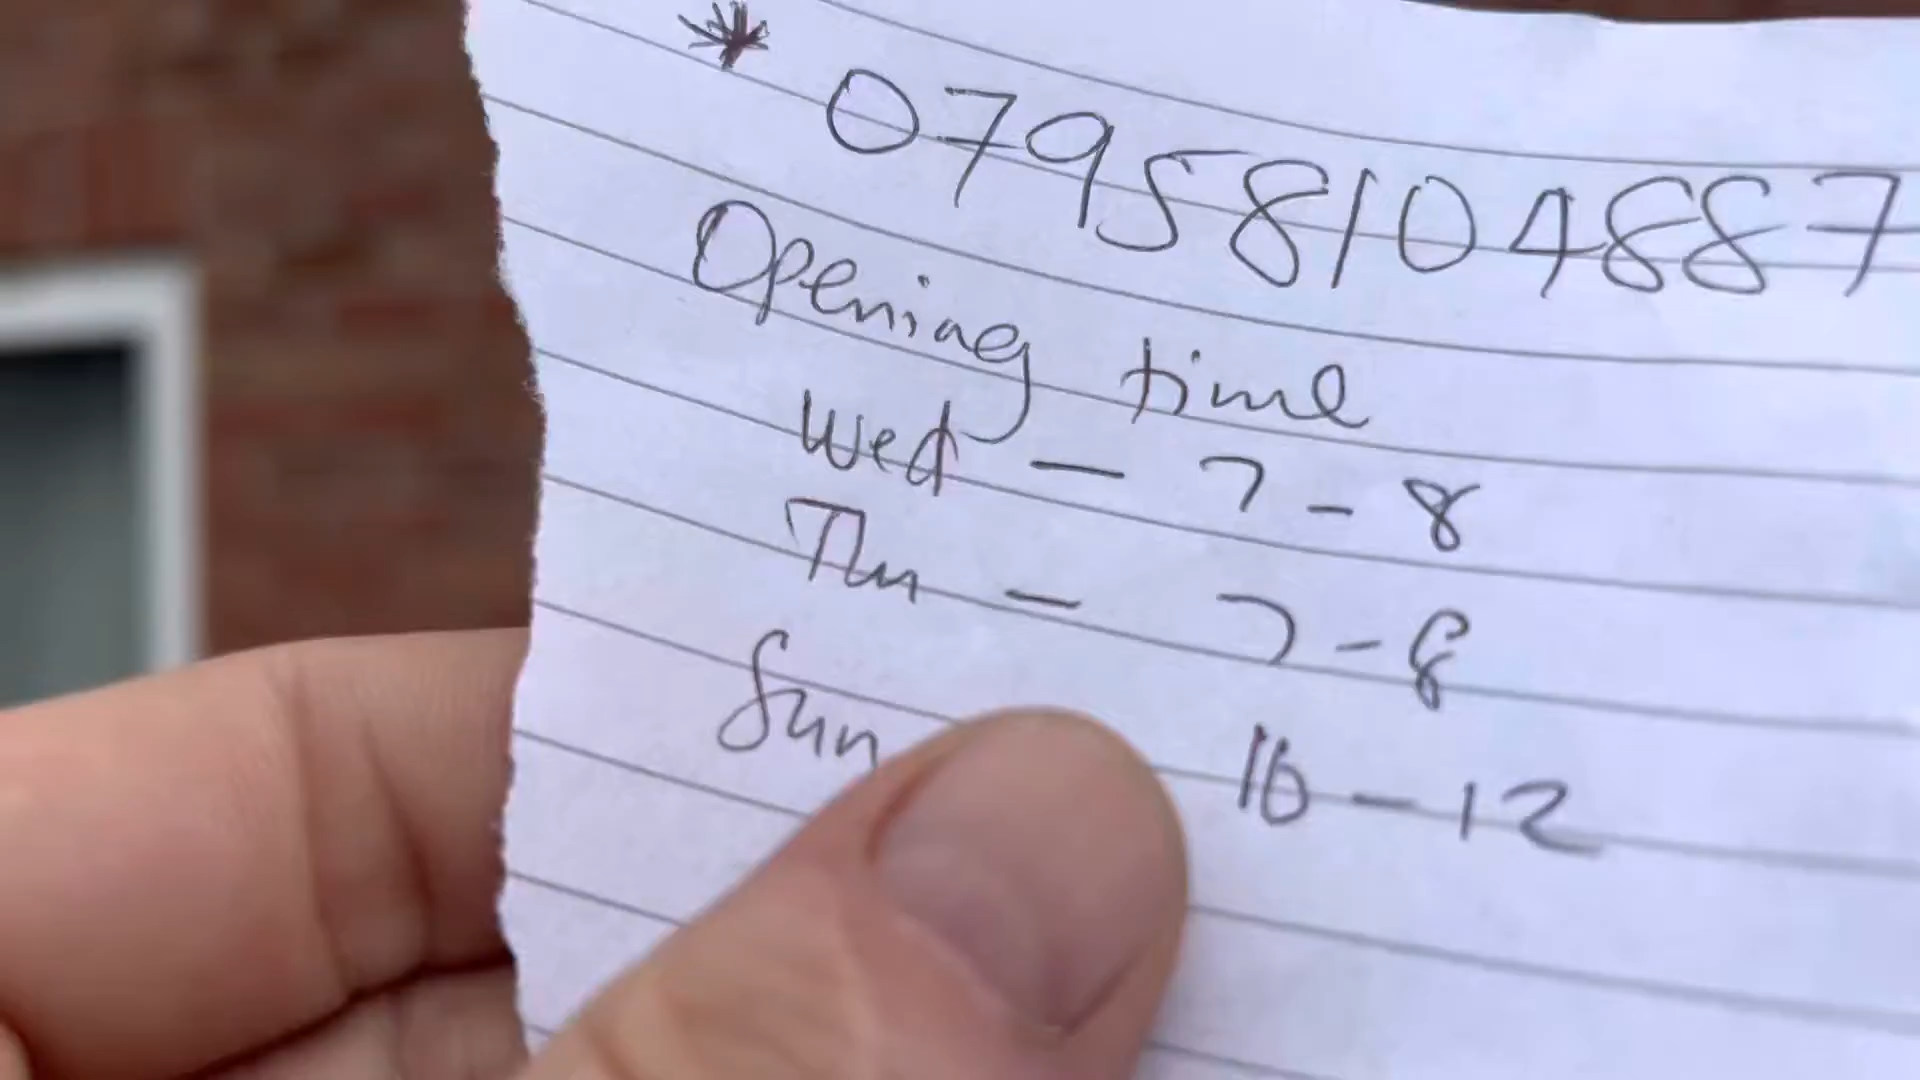 * 07958104887
Opening time
Wed - 7-8
Thu - 7-8
Sun 10-12